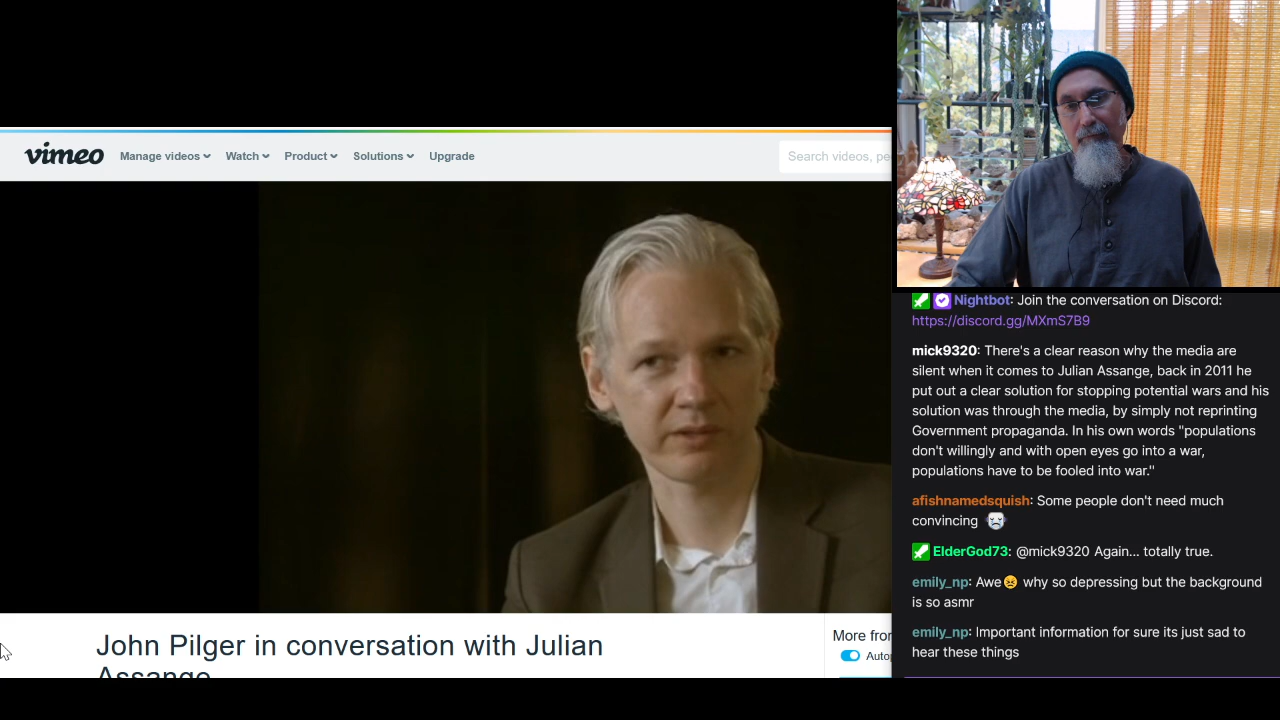 vimeo Manage videos Watch Product Solutions Upgrade Search videos, pe
John Pilger in conversation with Julian
Assange
More from
Autop
Nightbot: Join the conversation on Discord:
https://discord.gg/MXmS7B9
mick9320: There's a clear reason why the media are
silent when it comes to Julian Assange, back in 2011 he
put out a clear solution for stopping potential wars and his
solution was through the media, by simply not reprinting
Government propaganda. In his own words "populations
don't willingly and with open eyes go into a war,
populations have to be fooled into war."
afishnamedsquish: Some people don't need much
convincing
ElderGod73: @mick9320 Again... totally true.
emily_np: Awe😣 why so depressing but the background
is so asmr
emily_np: Important information for sure its just sad to
hear these things